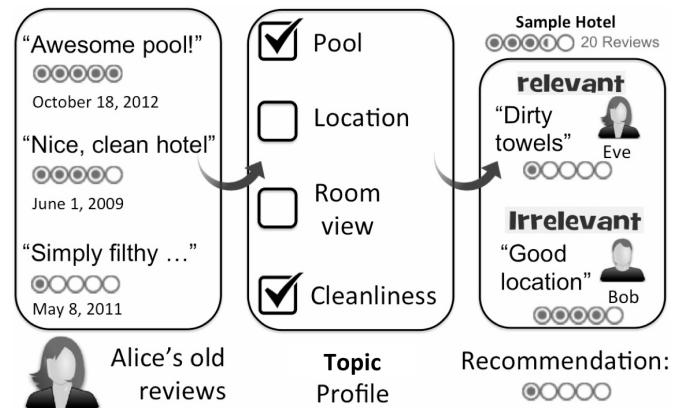 “Awesome pool!”
October 18, 2012
“Nice, clean hotel”
June 1, 2009
“Simply filthy …”
May 8, 2011
Alice’s old
reviews
Pool
Location
Room
view
Cleanliness
Topic
Profile
Sample Hotel
20 Reviews
relevant
“Dirty
towels”
Eve
Irrelevant
“Good
location”
Bob
Recommendation: